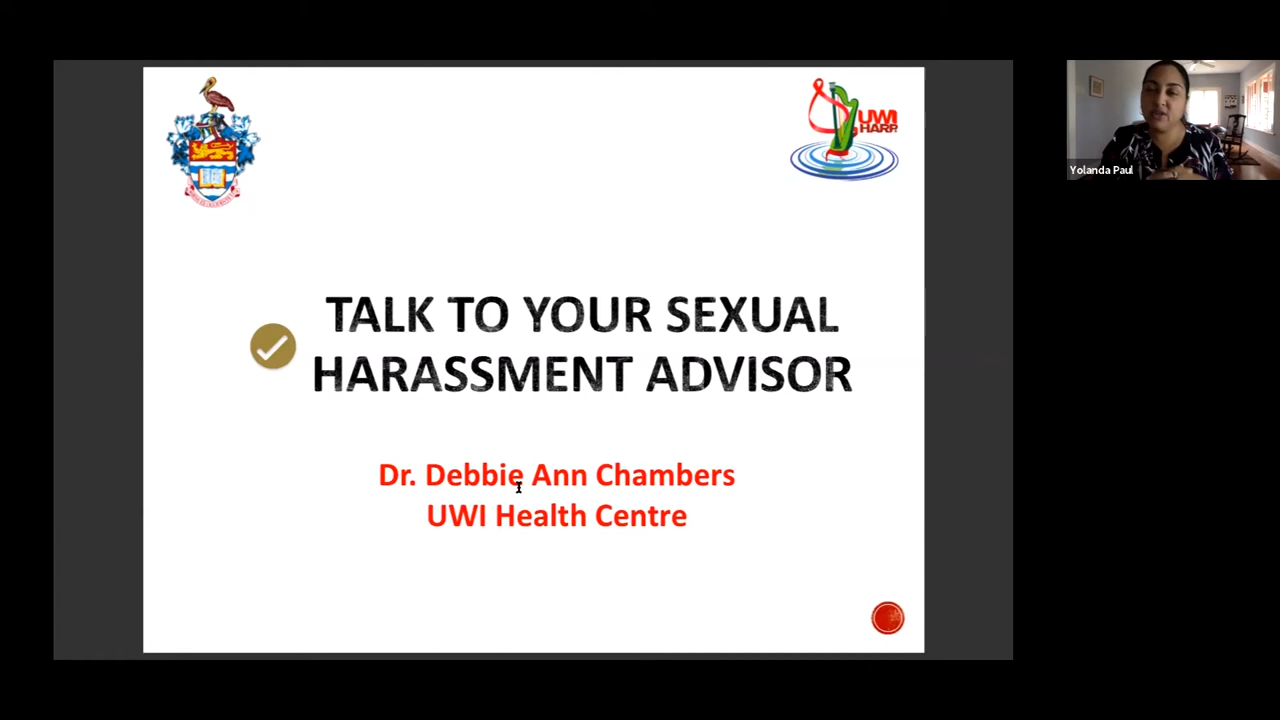 UWI
HARP
Yolanda Paul
TALK TO YOUR SEXUAL
HARASSMENT ADVISOR
Dr. Debbie Ann Chambers
UWI Health Centre